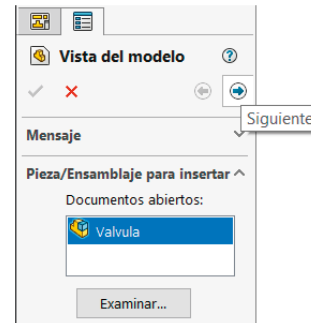 Vista del modelo
?
Siguiente
Mensaje
Pieza/Ensamblaje para insertar
Documentos abiertos:
Valvula
Examinar...